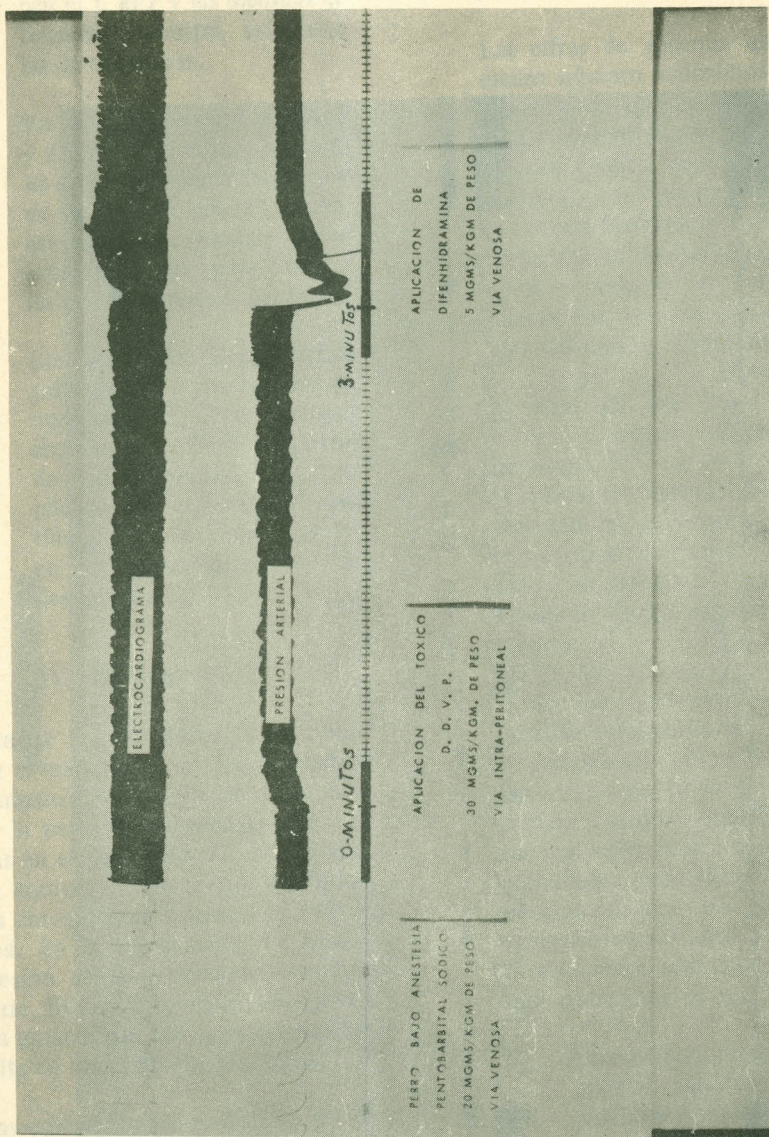 ELECTROCARDIOGRAMA
PRESION ARTERIAL
0-MINUTOS
3-MINUTOS
PERRO BAJO ANESTESIA
PENTOBARBITAL SODICO
20 MGMS/KGM DE PESO
VIA VENOSA
APLICACION DEL TOXICO
D. D. V. P.
30 MGMS/KGM. DE PESO
VIA INTRA-PERITONEAL
APLICACION DE
DIFENHIDRAMINA
5 MGMS/KGM DE PESO
VIA VENOSA